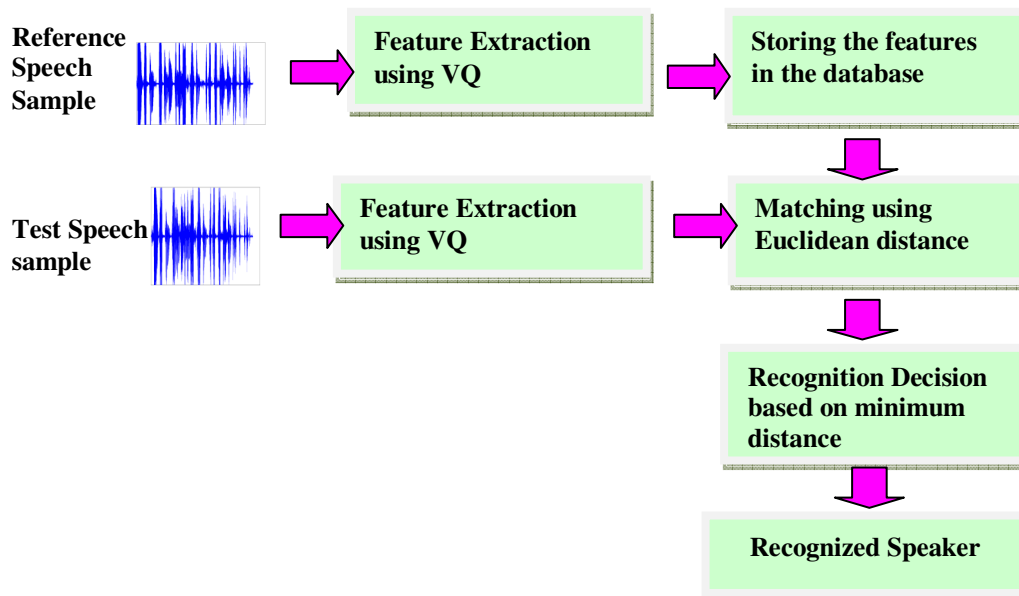 Reference
Speech
Sample
Feature Extraction
using VQ
Storing the features
in the database
Test Speech
sample
Feature Extraction
using VQ
Matching using
Euclidean distance
Recognition Decision
based on minimum
distance
Recognized Speaker